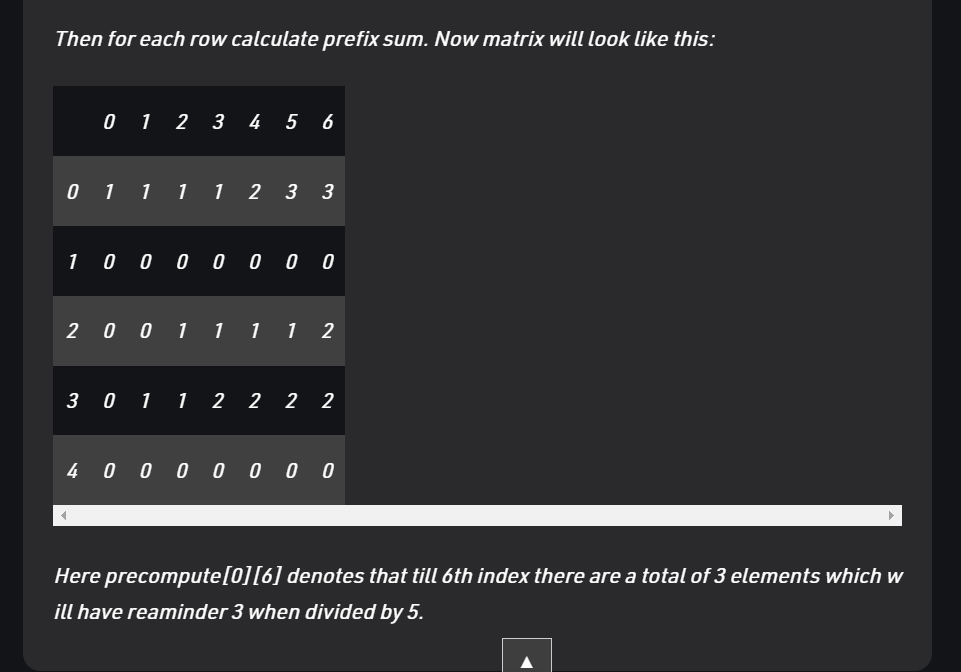 Then for each row calculate prefix sum. Now matrix will look like this:
0 1 2 3 4 5 6
0 1 1 1 1 2 3 3
1 0 0 0 0 0 0 0
2 0 0 1 1 1 1 2
3 0 1 1 2 2 2 2
4 0 0 0 0 0 0 0
Here precompute[0][6] denotes that till 6th index there are a total of 3 elements which w
ill have reaminder 3 when divided by 5.